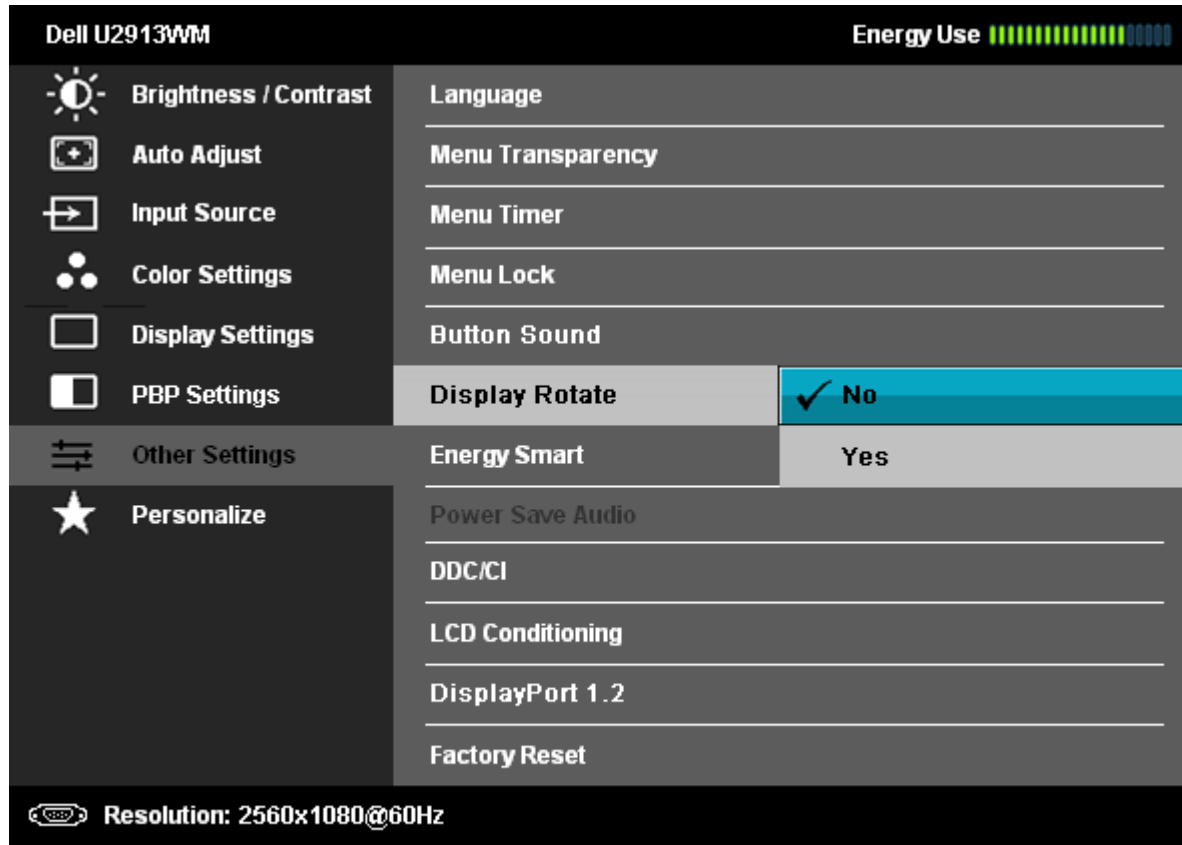 Dell U2913WM
Energy Use
Brightness / Contrast
Auto Adjust
Input Source
Color Settings
Display Settings
PBP Settings
Other Settings
Personalize
Language
Menu Transparency
Menu Timer
Menu Lock
Button Sound
Display Rotate
Energy Smart
Power Save Audio
DDC/CI
LCD Conditioning
DisplayPort 1.2
Factory Reset
No
Yes
Resolution: 2560x1080@60Hz